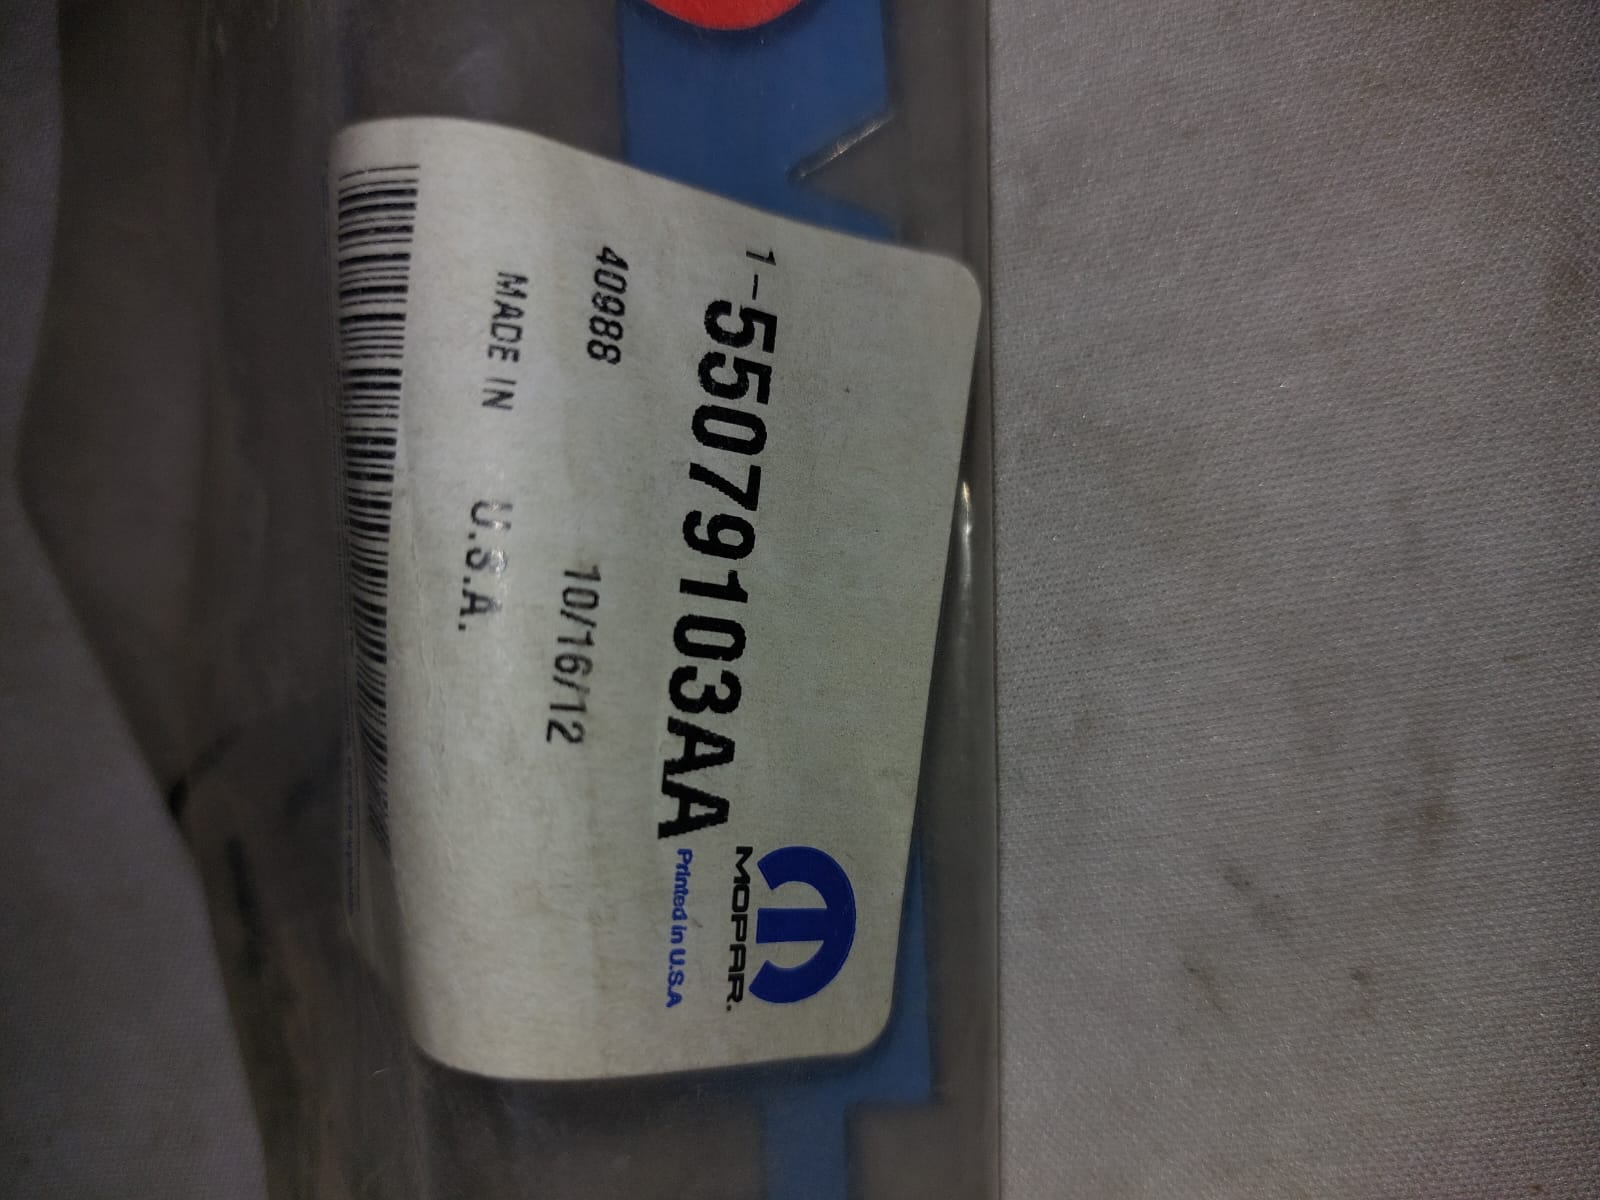 1-55079103AA
MOPAR.
Printed in U.S.A
40988 10/16/12
MADE IN U.S.A.